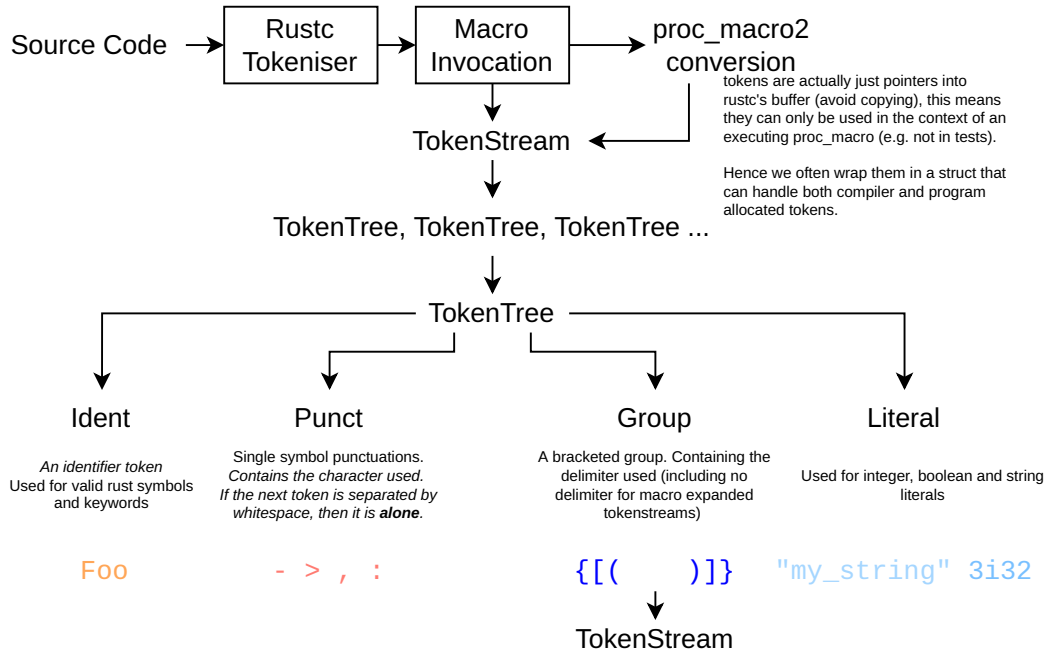 Source Code
Rustc
Tokeniser
Macro
Invocation
proc_macro2
conversion
tokens are actually just pointers into
rustc's buffer (avoid copying), this means
they can only be used in the context of an
executing proc_macro (e.g. not in tests).
Hence we often wrap them in a struct that
can handle both compiler and program
allocated tokens.
TokenStream
TokenTree, TokenTree, TokenTree ...
TokenTree
Ident
An identifier token
Used for valid rust symbols
and keywords
Foo
Punct
Single symbol punctuations.
Contains the character used.
If the next token is separated by
whitespace, then it is alone.
- > , :
Group
A bracketed group. Containing the
delimiter used (including no
delimiter for macro expanded
tokenstreams)
{[( )]}
TokenStream
Literal
Used for integer, boolean and string
literals
"my_string" 3i32